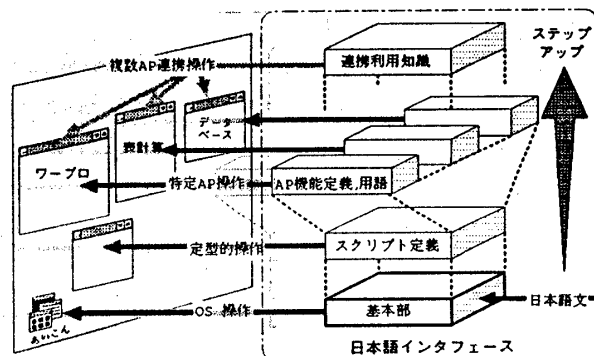 ステップ
アップ
複数AP連携操作
連携利用知識
データ
ベース
表計算
ワープロ
特定AP操作
AP機能定義,用語
定型的操作
スクリプト定義
あいこん
OS 操作
基本部
日本語文
日本語インタフェース